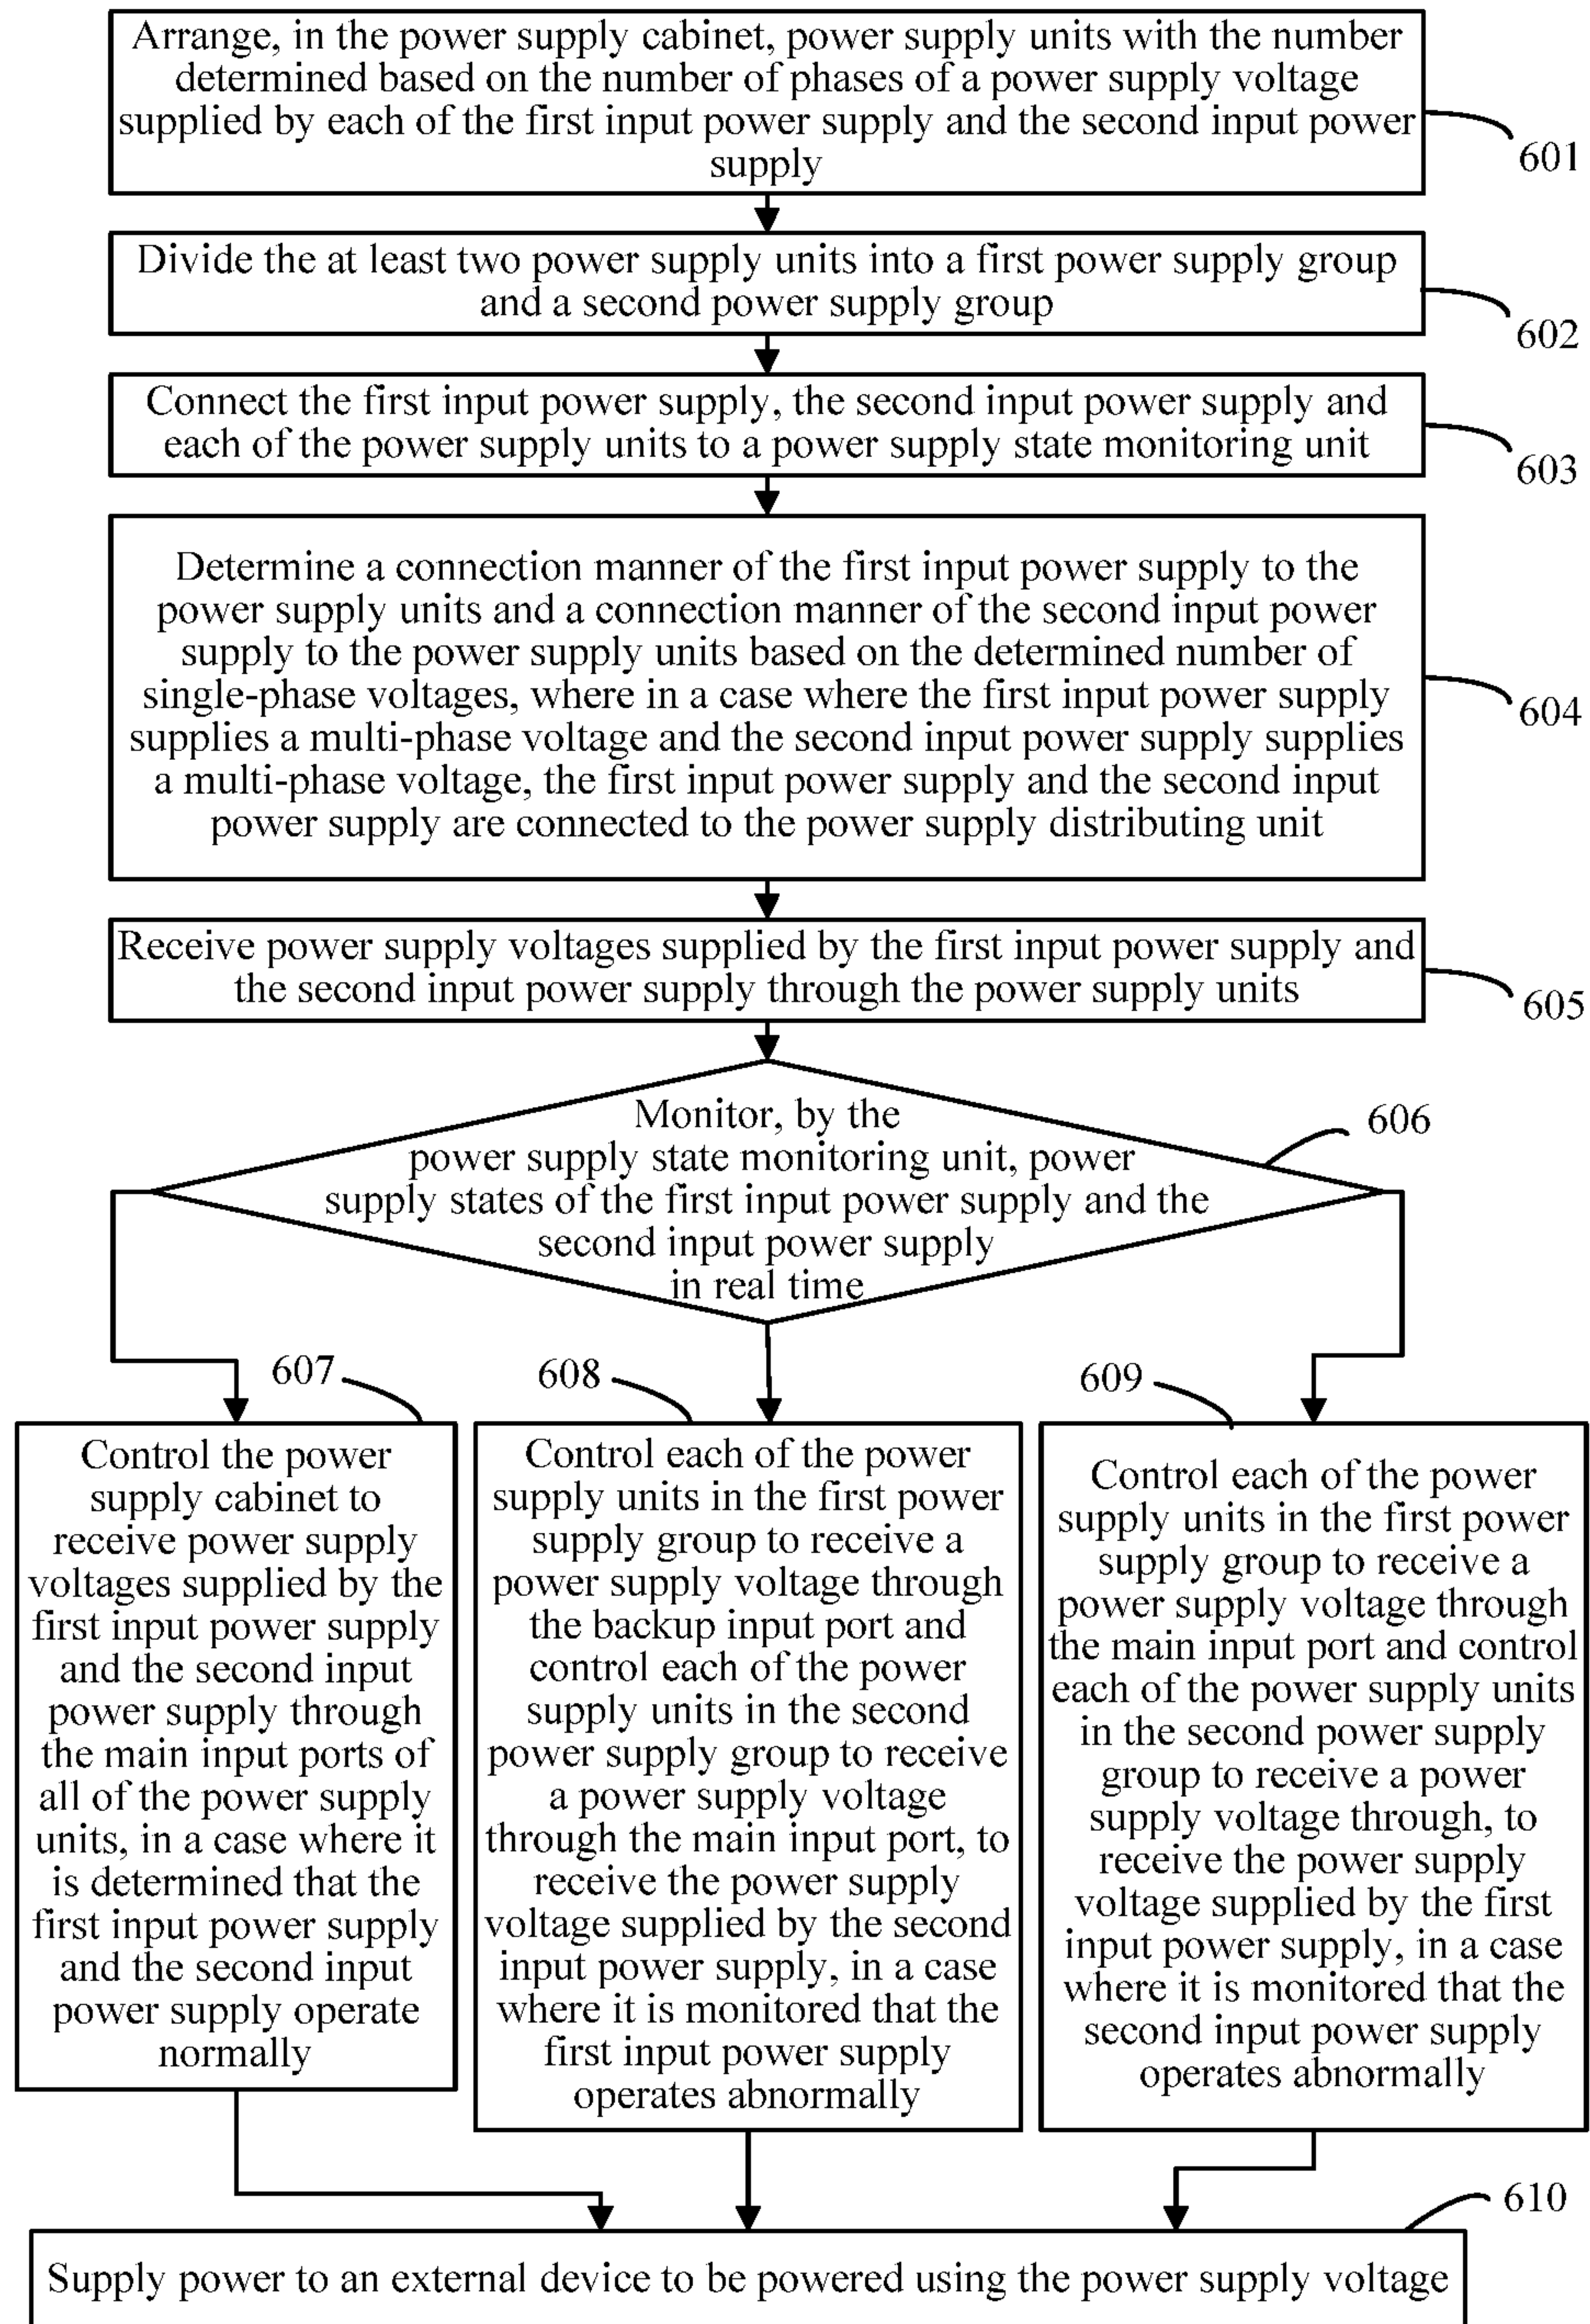 Arrange, in the power supply cabinet, power supply units with the number
determined based on the number of phases of a power supply voltage
supplied by each of the first input power supply and the second input power
supply
601
Divide the at least two power supply units into a first power supply group
and a second power supply group
602
Connect the first input power supply, the second input power supply and
each of the power supply units to a power supply state monitoring unit
603
Determine a connection manner of the first input power supply to the
power supply units and a connection manner of the second input power
supply to the power supply units based on the determined number of
single-phase voltages, where in a case where the first input power supply
supplies a multi-phase voltage and the second input power supply supplies
a multi-phase voltage, the first input power supply and the second input
power supply are connected to the power supply distributing unit
604
Receive power supply voltages supplied by the first input power supply and
the second input power supply through the power supply units
605
Monitor, by the
power supply state monitoring unit, power
supply states of the first input power supply and the
second input power supply
in real time
606
607
Control the power
supply cabinet to
receive power supply
voltages supplied by the
first input power supply
and the second input
power supply through
the main input ports of
all of the power supply
units, in a case where it
is determined that the
first input power supply
and the second input
power supply operate
normally
608
Control each of the power
supply units in the first power
supply group to receive a
power supply voltage through
the backup input port and
control each of the power
supply units in the second
power supply group to receive
a power supply voltage
through the main input port, to
receive the power supply
voltage supplied by the second
input power supply, in a case
where it is monitored that the
first input power supply
operates abnormally
609
Control each of the power
supply units in the first power
supply group to receive a
power supply voltage through
the main input port and control
each of the power supply units
in the second power supply
group to receive a power
supply voltage through, to
receive the power supply
voltage supplied by the first
input power supply, in a case
where it is monitored that the
second input power supply
operates abnormally
610
Supply power to an external device to be powered using the power supply voltage